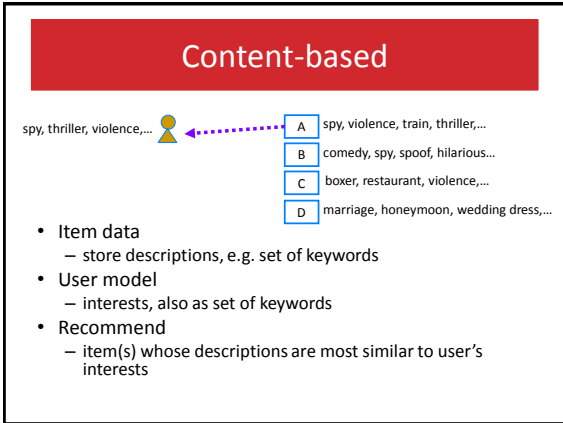 Content-based
spy, thriller, violence,...
A spy, violence, train, thriller,...
B comedy, spy, spoof, hilarious...
C boxer, restaurant, violence,...
D marriage, honeymoon, wedding dress,...
• Item data
– store descriptions, e.g. set of keywords
• User model
– interests, also as set of keywords
• Recommend
– item(s) whose descriptions are most similar to user's
interests